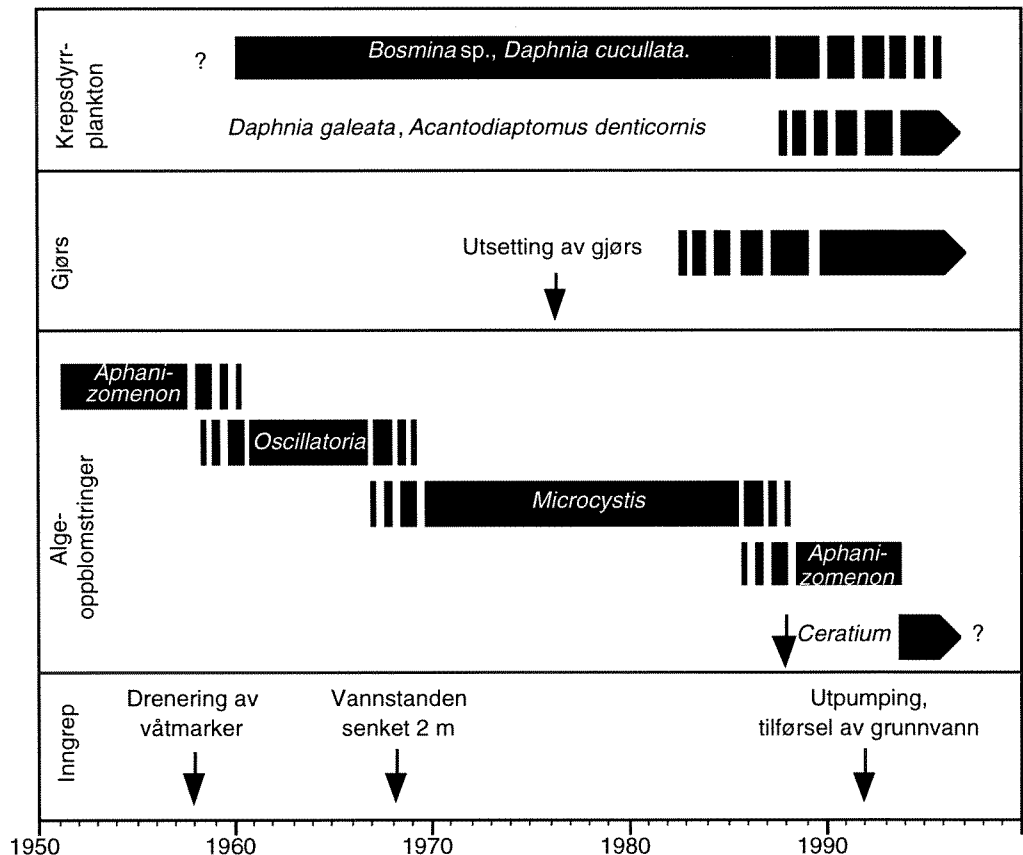 Krepsdyrr-
plankton
?
Bosmina sp., Daphnia cucullata.
Daphnia galeata, Acantodiaptomus denticornis
Gjørs
Utsetting av gjørs
Alge-
oppblomstringer
Aphani-
zomenon
Oscillatoria
Microcystis
Aphani-
zomenon
Ceratium
?
Inngrep
Drenering av
våtmarker
Vannstanden
senket 2 m
Utpumping,
tilførsel av grunnvann
1950 1960 1970 1980 1990